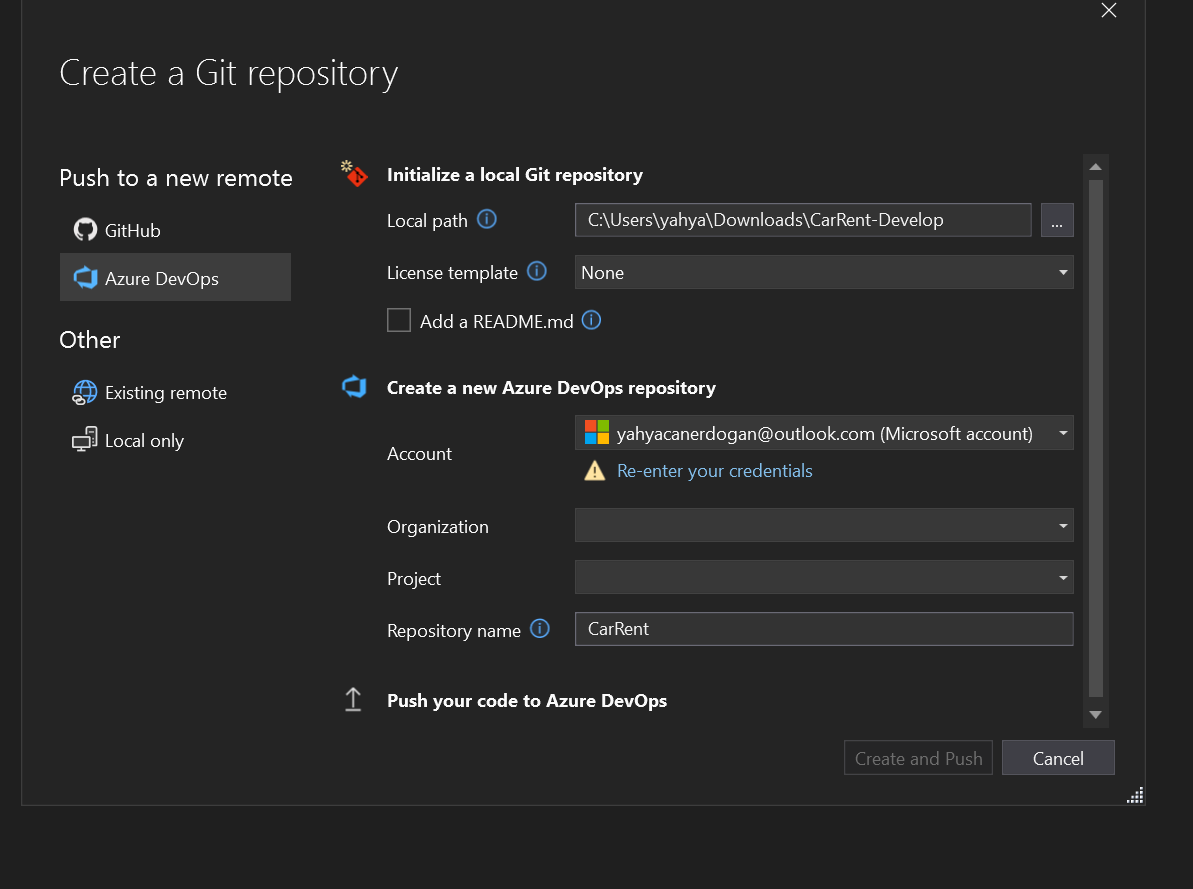 Create a Git repository
Push to a new remote
GitHub
Azure DevOps
Other
Existing remote
Local only
Initialize a local Git repository
Local path
C:\Users\yahya\Downloads\CarRent-Develop
...
License template
None
Add a README.md
Create a new Azure DevOps repository
Account
yahyacanerdogan@outlook.com (Microsoft account)
Re-enter your credentials
Organization
Project
Repository name
CarRent
Push your code to Azure DevOps
Create and Push
Cancel